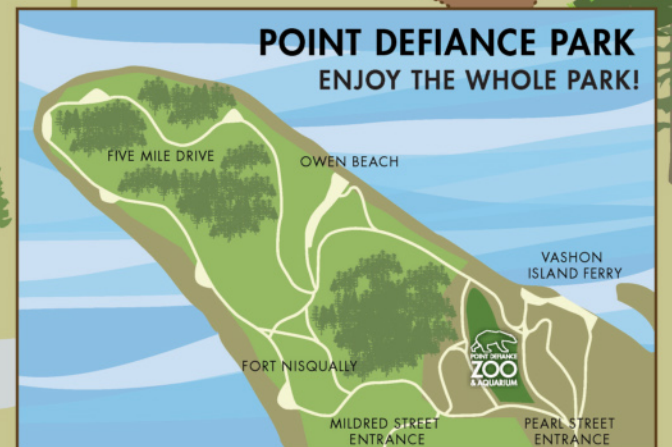 POINT DEFIANCE PARK
ENJOY THE WHOLE PARK!
FIVE MILE DRIVE
OWEN BEACH
VASHON
ISLAND FERRY
FORT NISQUALLY
POINT DEFIANCE
ZOO
& AQUARIUM
MILDRED STREET
ENTRANCE
PEARL STREET
ENTRANCE